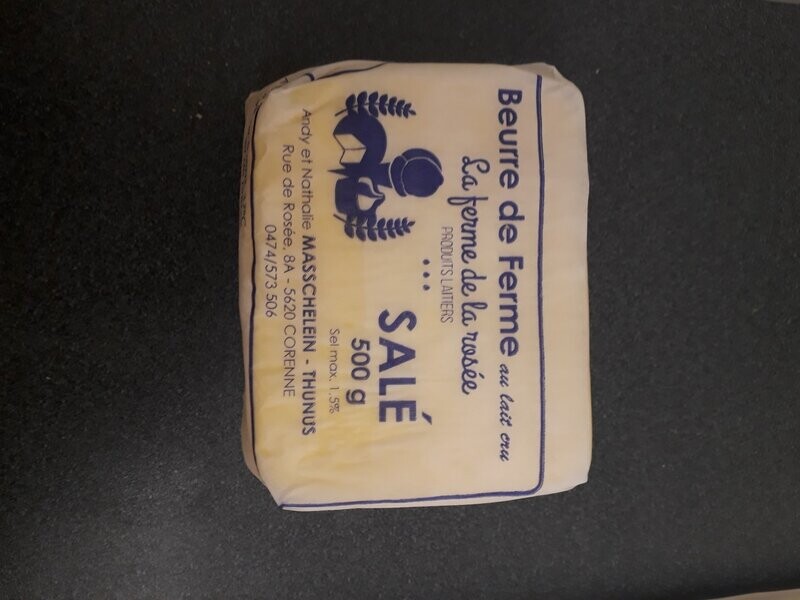 Beurre de Ferme au lait cru
La ferme de la rosée
PRODUITS LAITIERS
SALÉ
500 g
Sel max. 1,5%
Andy et Nathalie MASSCHELEIN - THUNUS
Rue de Rosée, 8A - 5620 CORENNE
0474/573 506